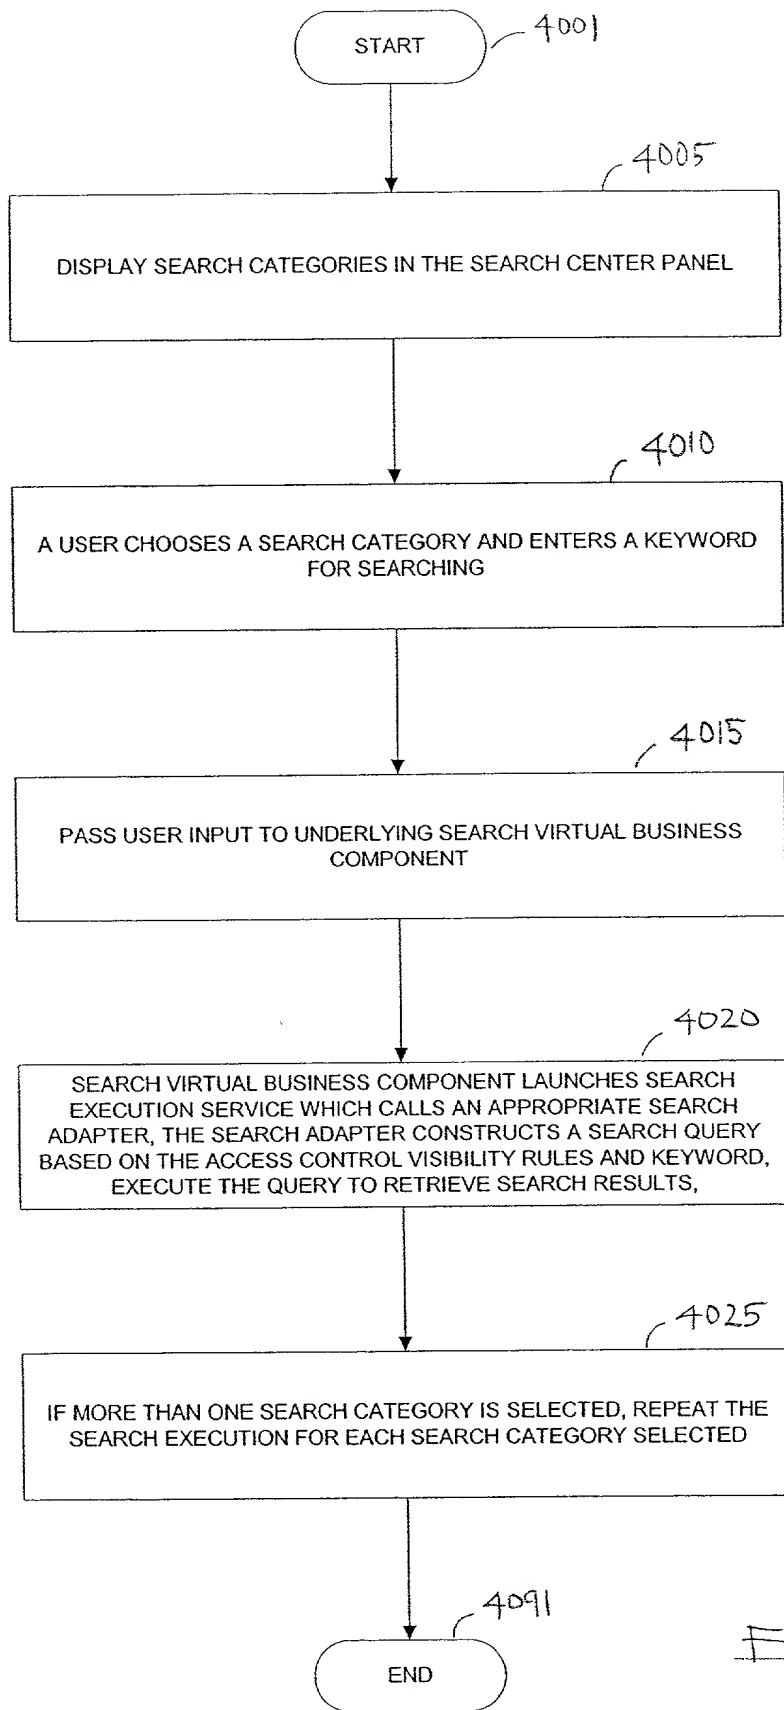 START
4001
4005
DISPLAY SEARCH CATEGORIES IN THE SEARCH CENTER PANEL
4010
A USER CHOOSES A SEARCH CATEGORY AND ENTERS A KEYWORD
FOR SEARCHING
4015
PASS USER INPUT TO UNDERLYING SEARCH VIRTUAL BUSINESS
COMPONENT
4020
SEARCH VIRTUAL BUSINESS COMPONENT LAUNCHES SEARCH
EXECUTION SERVICE WHICH CALLS AN APPROPRIATE SEARCH
ADAPTER, THE SEARCH ADAPTER CONSTRUCTS A SEARCH QUERY
BASED ON THE ACCESS CONTROL VISIBILITY RULES AND KEYWORD,
EXECUTE THE QUERY TO RETRIEVE SEARCH RESULTS,
4025
IF MORE THAN ONE SEARCH CATEGORY IS SELECTED, REPEAT THE
SEARCH EXECUTION FOR EACH SEARCH CATEGORY SELECTED
4091
END